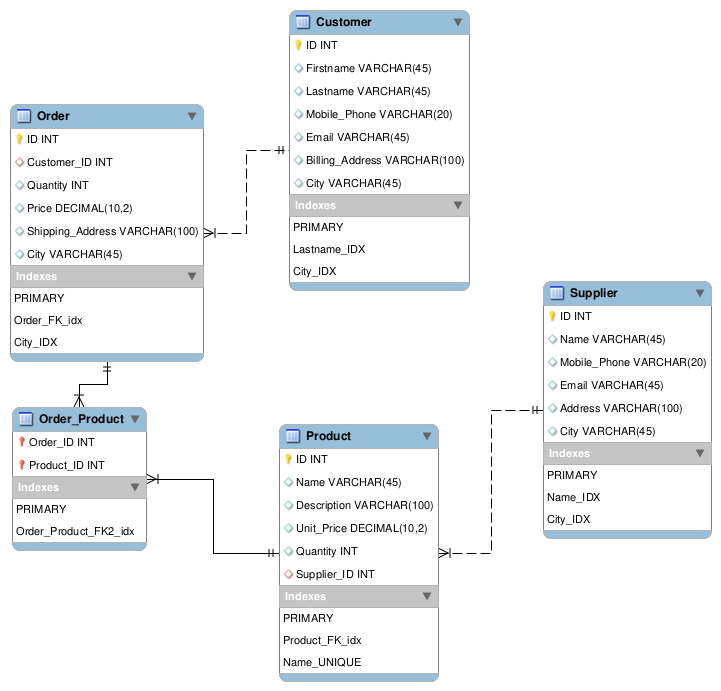 Customer
ID INT
Firstname VARCHAR(45)
Lastname VARCHAR(45)
Mobile_Phone VARCHAR(20)
Email VARCHAR(45)
Billing_Address VARCHAR(100)
City VARCHAR(45)
Indexes
PRIMARY
Lastname_IDX
City_IDX
Order
ID INT
Customer_ID INT
Quantity INT
Price DECIMAL(10,2)
Shipping_Address VARCHAR(100)
City VARCHAR(45)
Indexes
PRIMARY
Order_FK_idx
City_IDX
Supplier
ID INT
Name VARCHAR(45)
Mobile_Phone VARCHAR(20)
Email VARCHAR(45)
Address VARCHAR(100)
City VARCHAR(45)
Indexes
PRIMARY
Name_IDX
City_IDX
Order_Product
Order_ID INT
Product_ID INT
Indexes
PRIMARY
Order_Product_FK2_idx
Product
ID INT
Name VARCHAR(45)
Description VARCHAR(100)
Unit_Price DECIMAL(10,2)
Quantity INT
Supplier_ID INT
Indexes
PRIMARY
Product_FK_idx
Name_UNIQUE